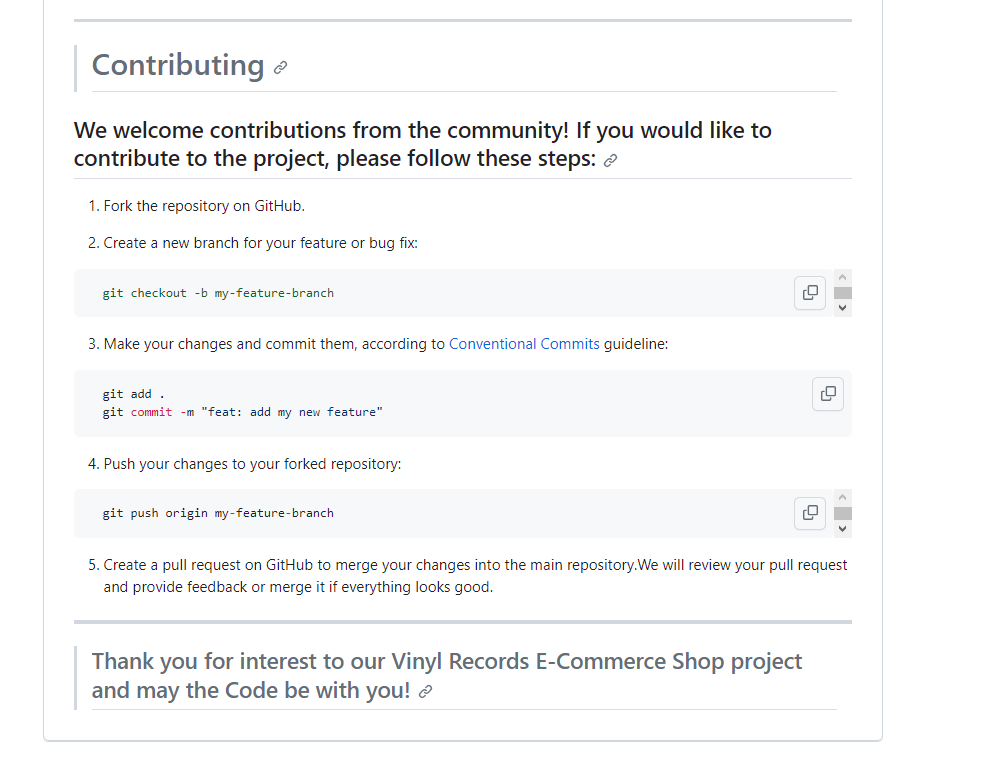 Contributing
We welcome contributions from the community! If you would like to
contribute to the project, please follow these steps:
1. Fork the repository on GitHub.
2. Create a new branch for your feature or bug fix:
git checkout -b my-feature-branch
3. Make your changes and commit them, according to Conventional Commits guideline:
git add .
git commit -m "feat: add my new feature"
4. Push your changes to your forked repository:
git push origin my-feature-branch
5. Create a pull request on GitHub to merge your changes into the main repository.We will review your pull request
and provide feedback or merge it if everything looks good.
Thank you for interest to our Vinyl Records E-Commerce Shop project
and may the Code be with you!